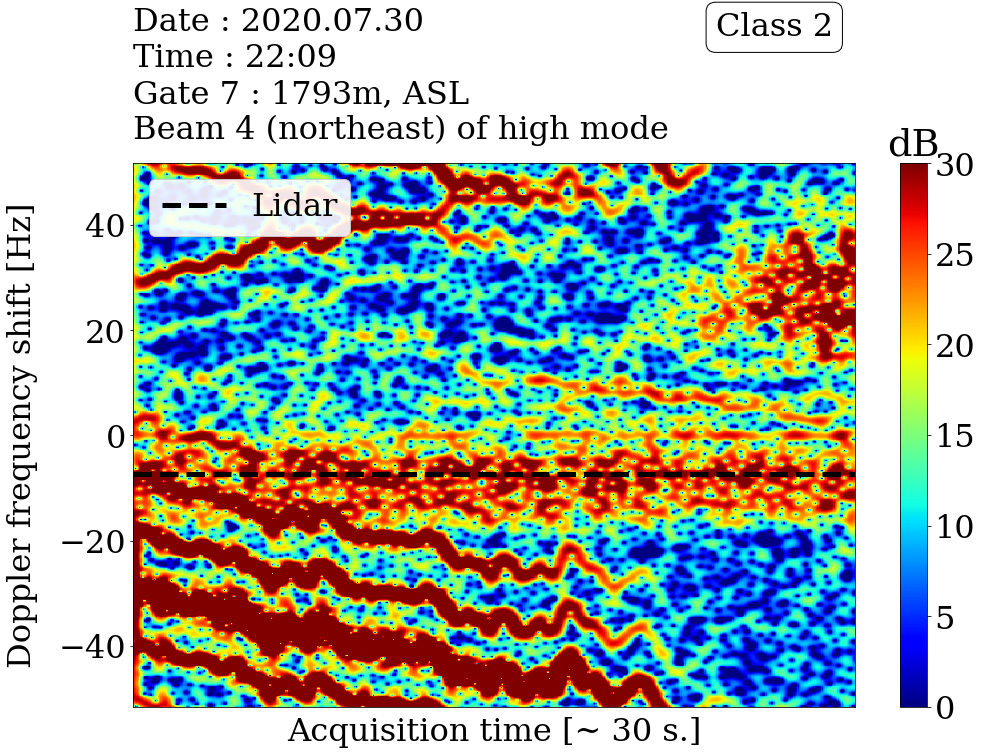 Date : 2020.07.30
Time : 22:09
Gate 7 : 1793m, ASL
Beam 4 (northeast) of high mode
Class 2
dB
Lidar
Doppler frequency shift [Hz]
40
20
0
−20
−40
30
25
20
15
10
5
0
Acquisition time [~ 30 s.]